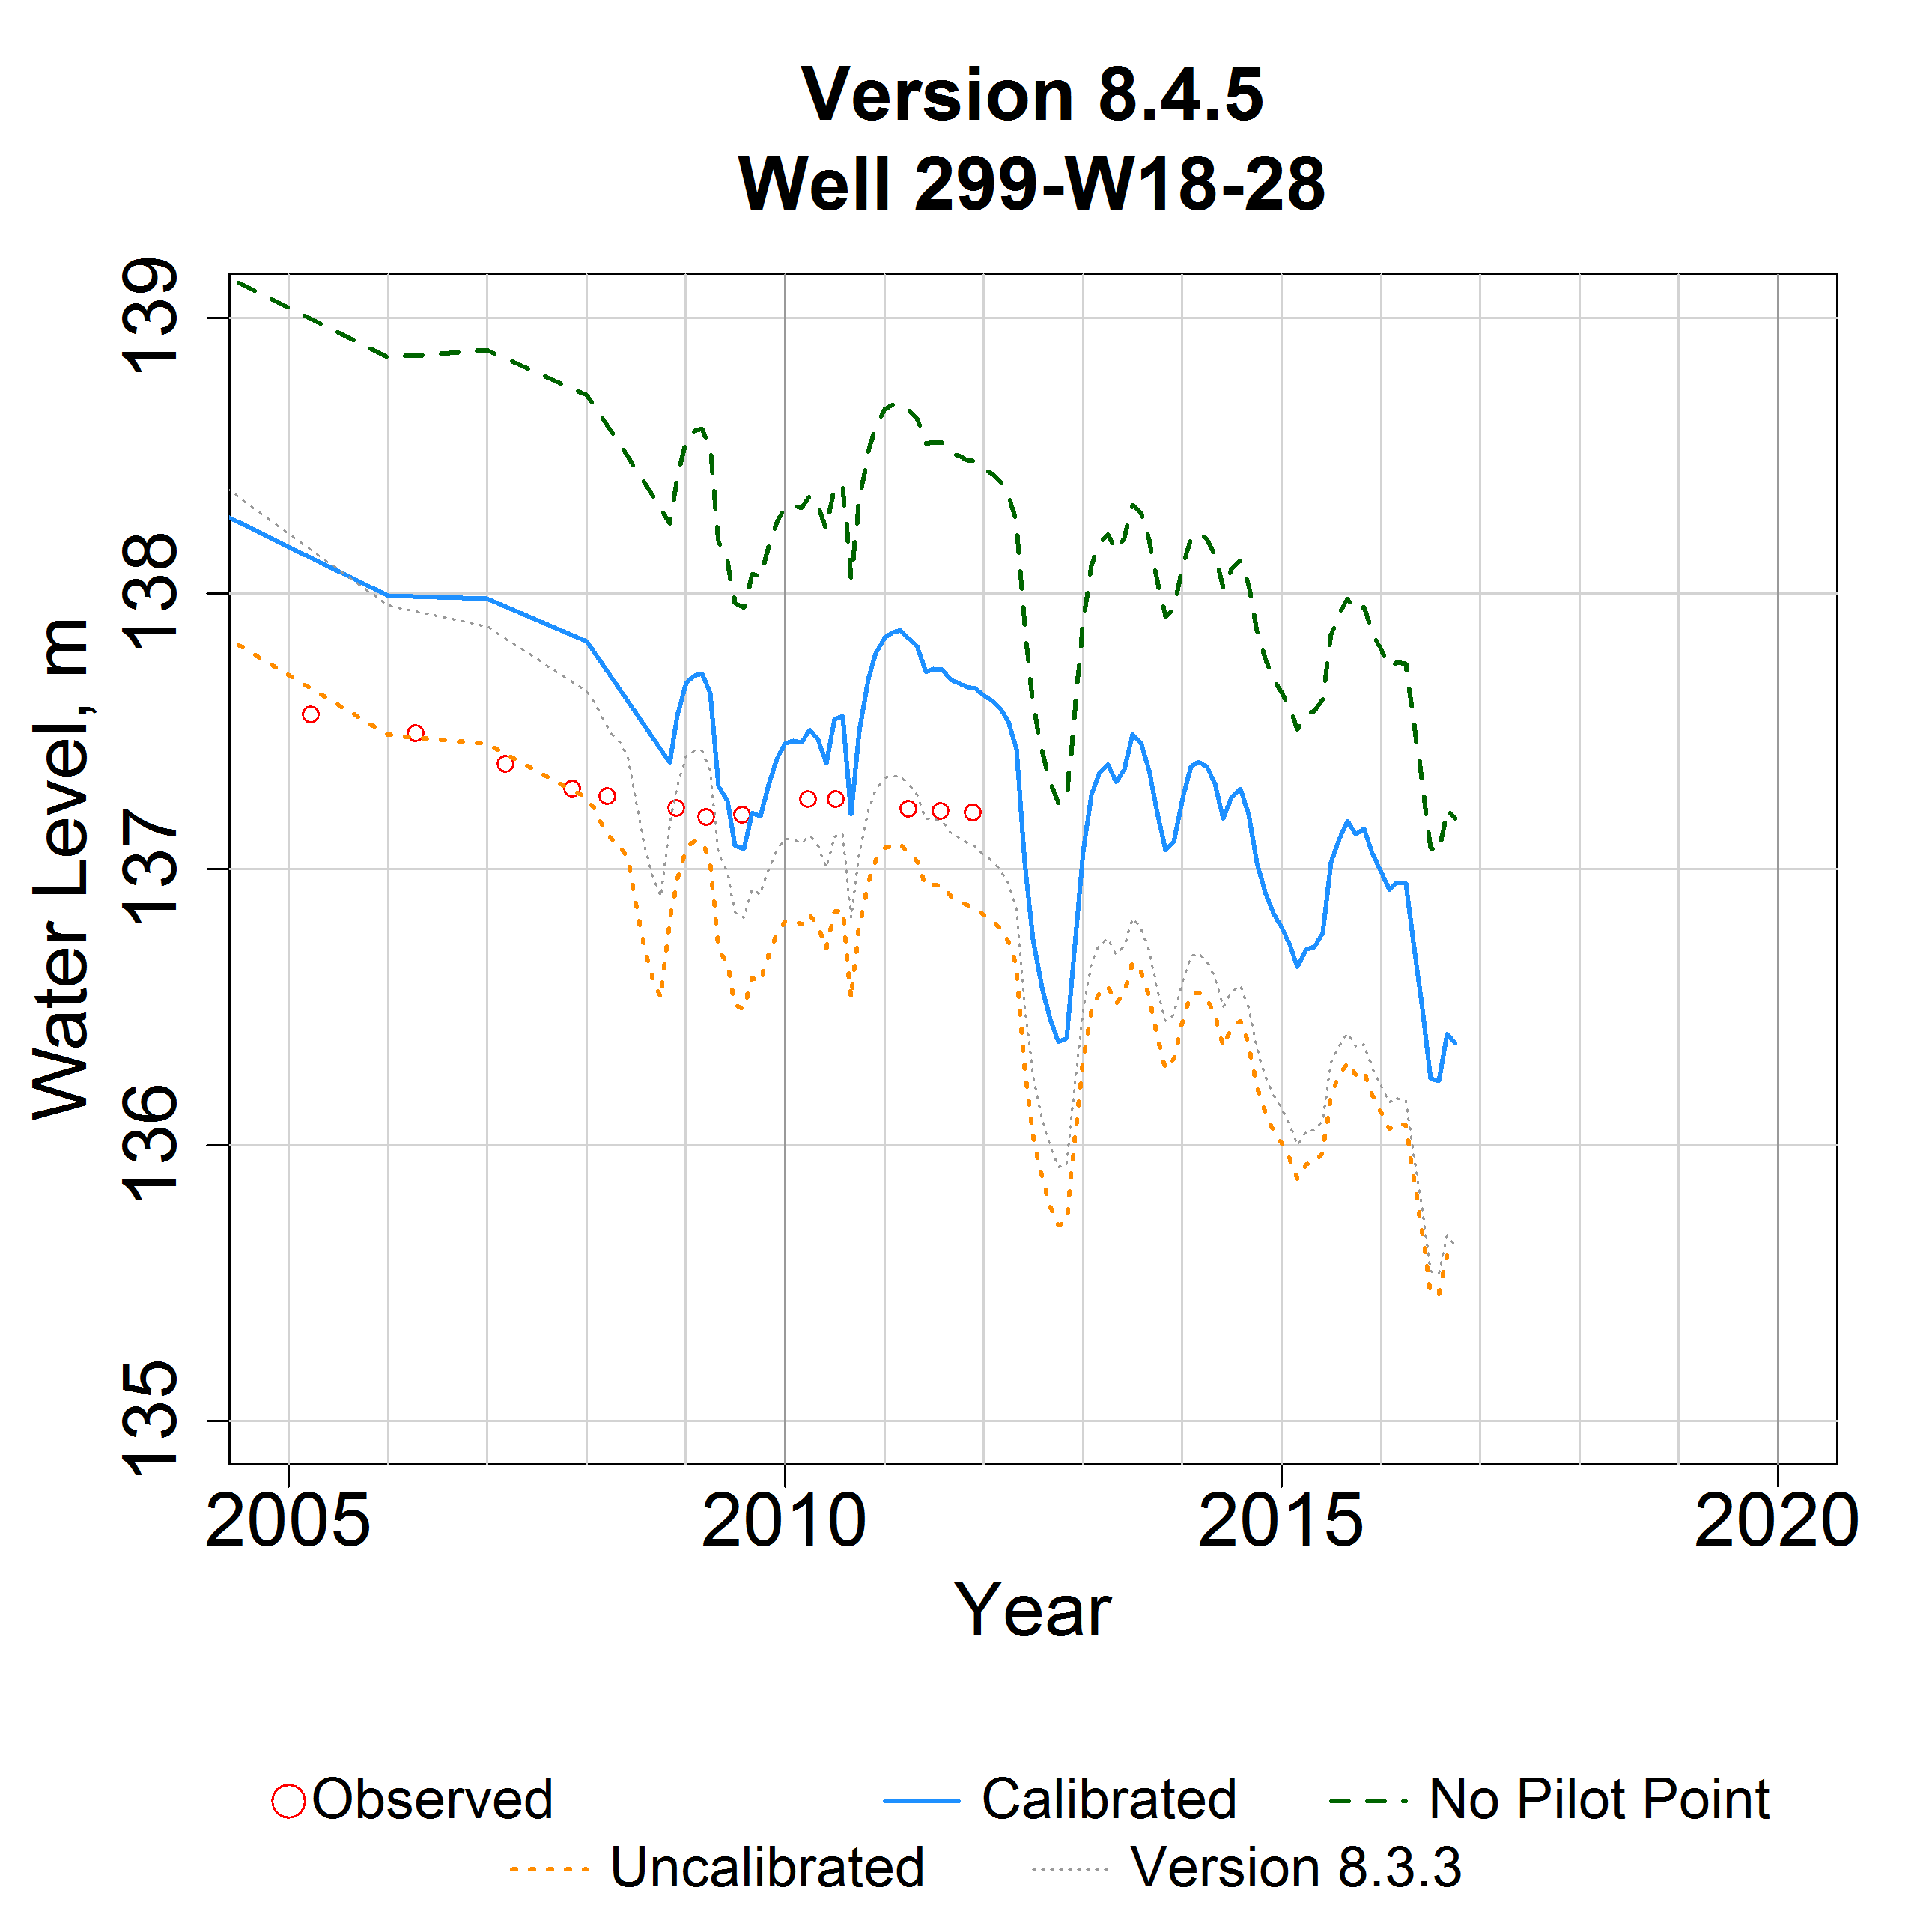 Version 8.4.5
Well 299-W18-28
Water Level, m
139
138
137
136
135
2005 2010 2015 2020
Year
Observed Calibrated No Pilot Point
Uncalibrated Version 8.3.3